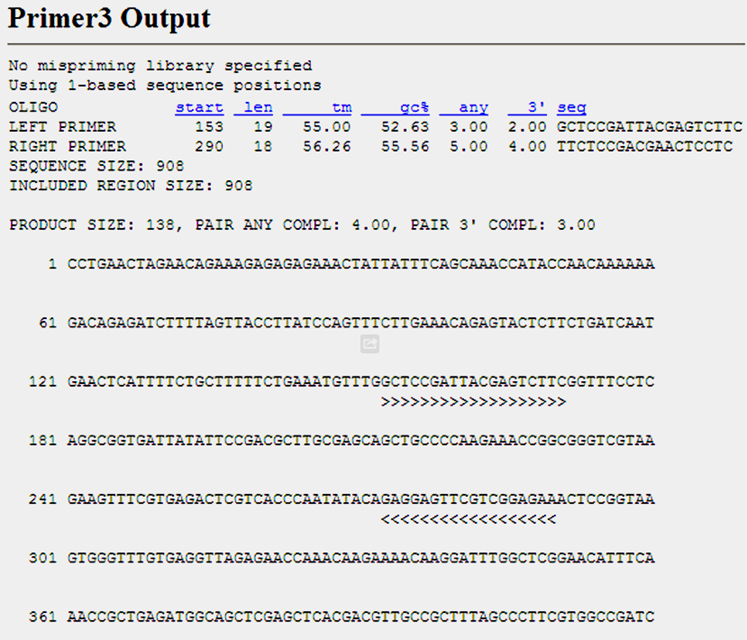 Primer3 Output
No mispriming library specified
Using 1-based sequence positions
OLIGO start len tm gc% any 3' seq
LEFT PRIMER 153 19 55.00 52.63 3.00 2.00 GCTCCGATTACGAGTCTTC
RIGHT PRIMER 290 18 56.26 55.56 5.00 4.00 TTCTCCGACGAACTCCTC
SEQUENCE SIZE: 908
INCLUDED REGION SIZE: 908
PRODUCT SIZE: 138, PAIR ANY COMPL: 4.00, PAIR 3' COMPL: 3.00
1 CCTGAACTAGAACAGAAAGAGAGAGAAACTATTATTTCAGCAAACCATACCAACAAAAAA
61 GACAGAGATCTTTTAGTTACCTTATCCAGTTTCTTGAAACAGAGTACTCTTCTGATCAAT
121 GAACTCATTTTCTGCTTTTTCTGAAATGTTTGGCTCCGATTACGAGTCTTCGGTTTCCTC
>>>>>>>>>>>>>>>>>>>
181 AGGCGGTGATTATATTCCGACGCTTGCGAGCAGCTGCCCCAAGAAACCGGCGGGTCGTAA
241 GAAGTTTCGTGAGACTCGTCACCCAATATACAGAGGAGTTCGTCGGAGAAACTCCGGTAA
<<<<<<<<<<<<<<<<<<
301 GTGGGTTTGTGAGGTTAGAGAACCAAACAAGAAAACAAGGATTTGGCTCGGAACATTTCA
361 AACCGCTGAGATGGCAGCTCGAGCTCACGACGTTGCCGCTTTAGCCCTTCGTGGCCGATC